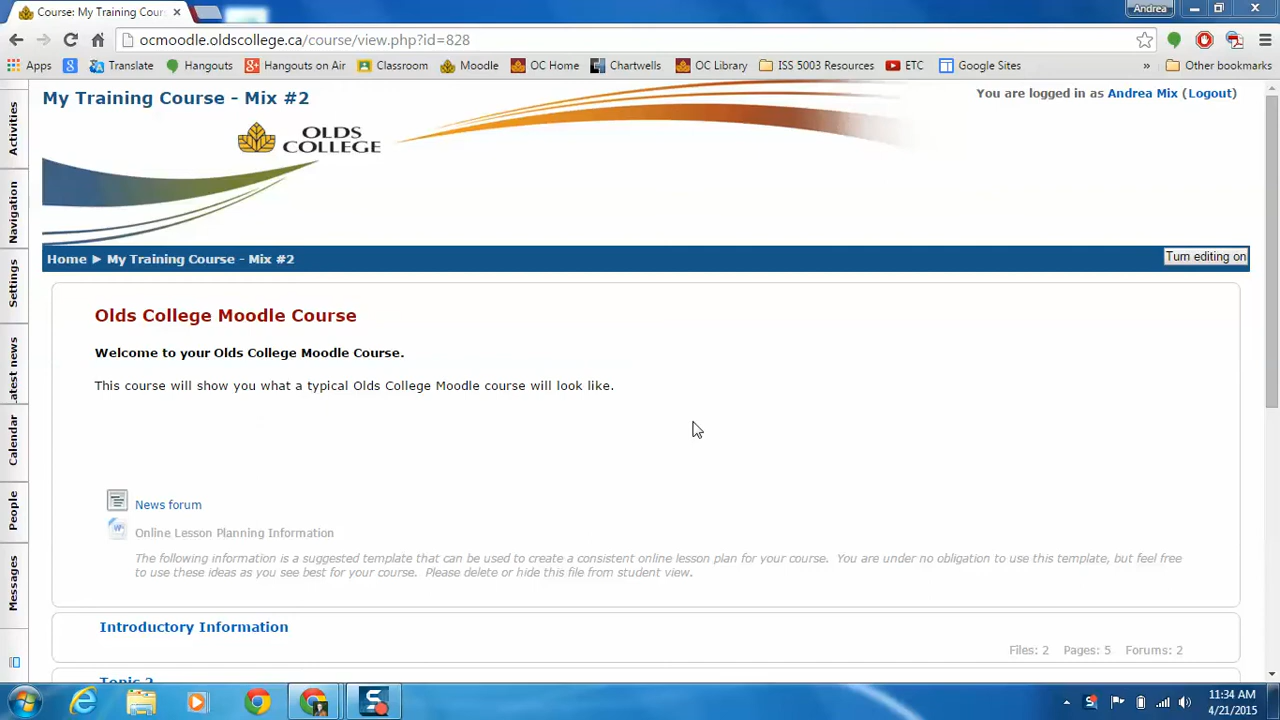 Course: My Training Cour
Andrea
ocmoodle.oldscollege.ca/course/view.php?id=828
Apps Translate Hangouts Hangouts on Air Classroom Moodle OC Home Chartwells OC Library ISS 5003 Resources ETC Google Sites » Other bookmarks
My Training Course - Mix #2
You are logged in as Andrea Mix (Logout)
OLDS
COLLEGE
Home ► My Training Course - Mix #2
Turn editing on
Activities
Navigation
Settings
atest news
Calendar
People
Messages
Olds College Moodle Course
Welcome to your Olds College Moodle Course.
This course will show you what a typical Olds College Moodle course will look like.
News forum
Online Lesson Planning Information
The following information is a suggested template that can be used to create a consistent online lesson plan for your course. You are under no obligation to use this template, but feel free
to use these ideas as you see best for your course. Please delete or hide this file from student view.
Introductory Information
Files: 2 Pages: 5 Forums: 2
Topic 2
11:34 AM
4/21/2015